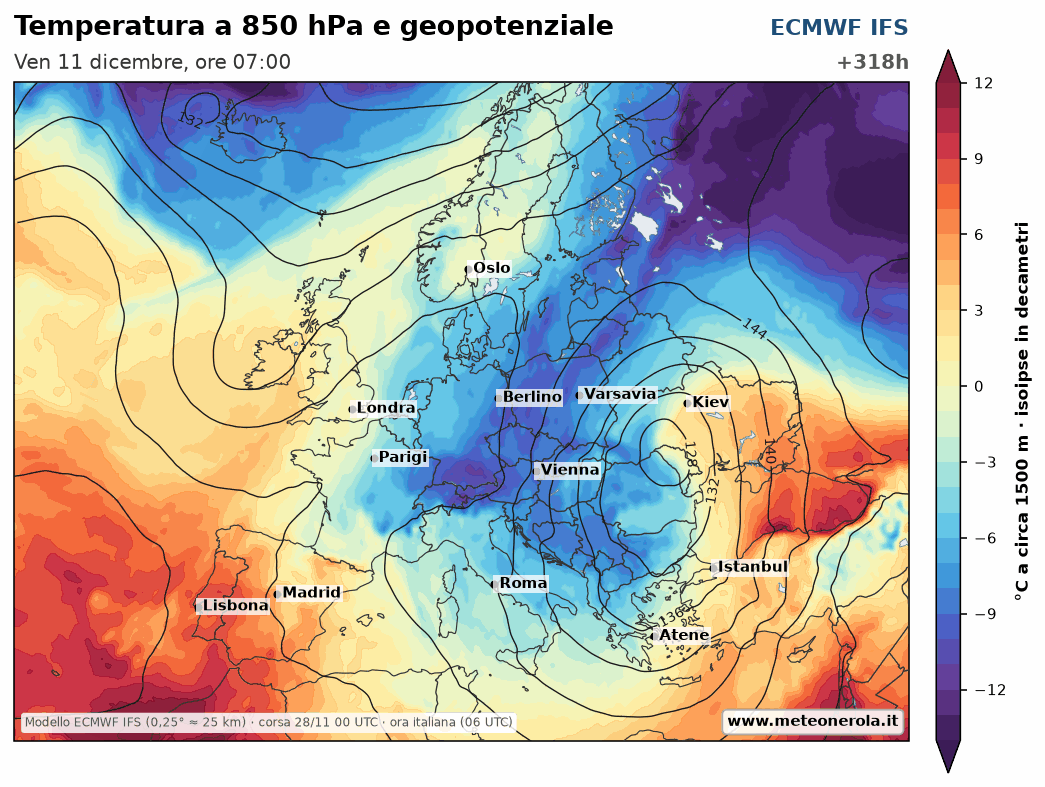 Temperatura a 850 hPa e geopotenziale
ECMWF IFS
Ven 11 dicembre, ore 07:00
+318h
132
Oslo
144
Londra
Berlino
Varsavia
Kiev
Parigi
Vienna
128
140
132
Istanbul
Roma
Madrid
Lisbona
136
Atene
Modello ECMWF IFS (0,25° ≈ 25 km) · corsa 28/11 00 UTC · ora italiana (06 UTC)
www.meteonerola.it
12
9
6
3
0
−3
−6
−9
−12
°C a circa 1500 m · isoipse in decametri